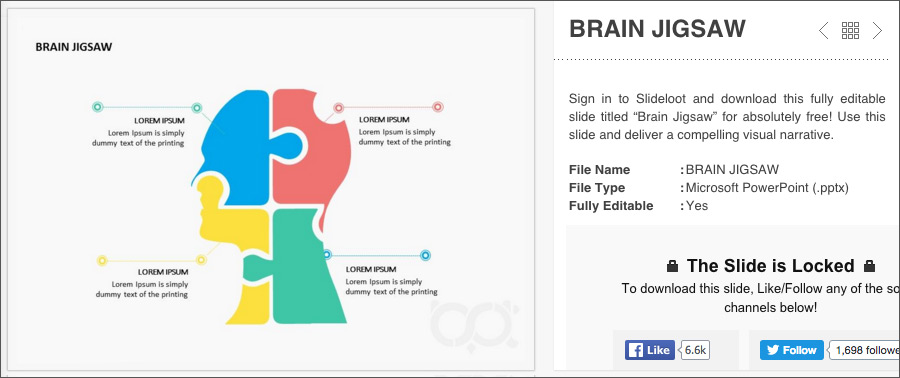 BRAIN JIGSAW
LOREM IPSUM
Lorem Ipsum is simply
dummy text of the printing
LOREM IPSUM
Lorem Ipsum is simply
dummy text of the printing
LOREM IPSUM
Lorem Ipsum is simply
dummy text of the printing
LOREM IPSUM
Lorem Ipsum is simply
dummy text of the printing
BRAIN JIGSAW
Sign in to Slideloot and download this fully editable
slide titled “Brain Jigsaw” for absolutely free! Use this
slide and deliver a compelling visual narrative.
File Name : BRAIN JIGSAW
File Type : Microsoft PowerPoint (.pptx)
Fully Editable : Yes
The Slide is Locked
To download this slide, Like/Follow any of the so
channels below!
Like 6.6k Follow 1,698 followe